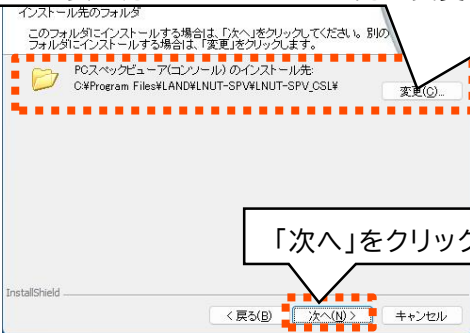 インストール先のフォルダ
このフォルダにインストールする場合は、「次へ」をクリックしてください。別の
フォルダにインストールする場合は、「変更」をクリックします。
PCスペックビューア(コンソール) のインストール先:
C:¥Program Files¥LAND¥LNUT-SPV¥LNUT-SPV_CSL¥
変更(C)...
「次へ」をクリック
InstallShield
< 戻る(B)
次へ(N) >
キャンセル